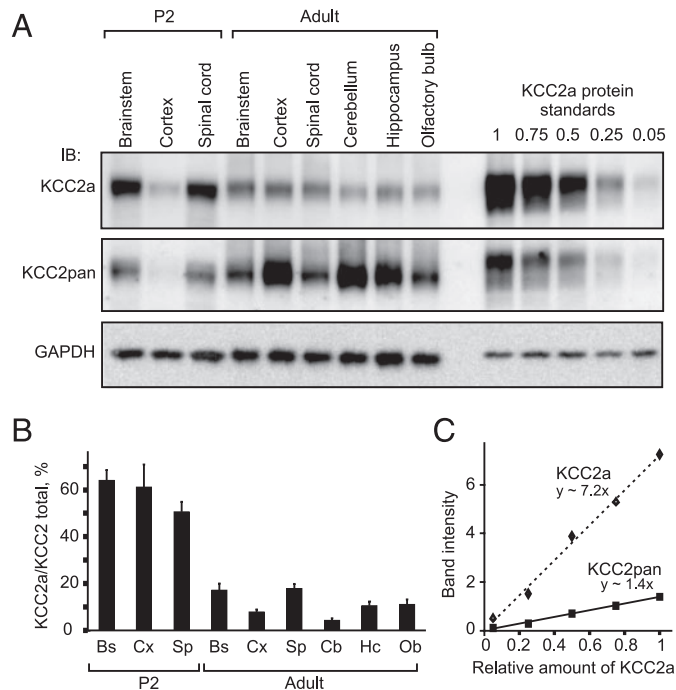 A
P2
Adult
Brainstem
Cortex
Spinal cord
Brainstem
Cortex
Spinal cord
Cerebellum
Hippocampus
Olfactory bulb
KCC2a protein
standards
1 0.75 0.5 0.25 0.05
IB:
KCC2a
KCC2pan
GAPDH
B
KCC2a/KCC2 total, %
60
40
20
0
Bs Cx Sp Bs Cx Sp Cb Hc Ob
P2 Adult
C
Band intensity
6
4
2
0
KCC2a
y ~ 7.2x
KCC2pan
y ~ 1.4x
0 0.2 0.4 0.6 0.8 1
Relative amount of KCC2a